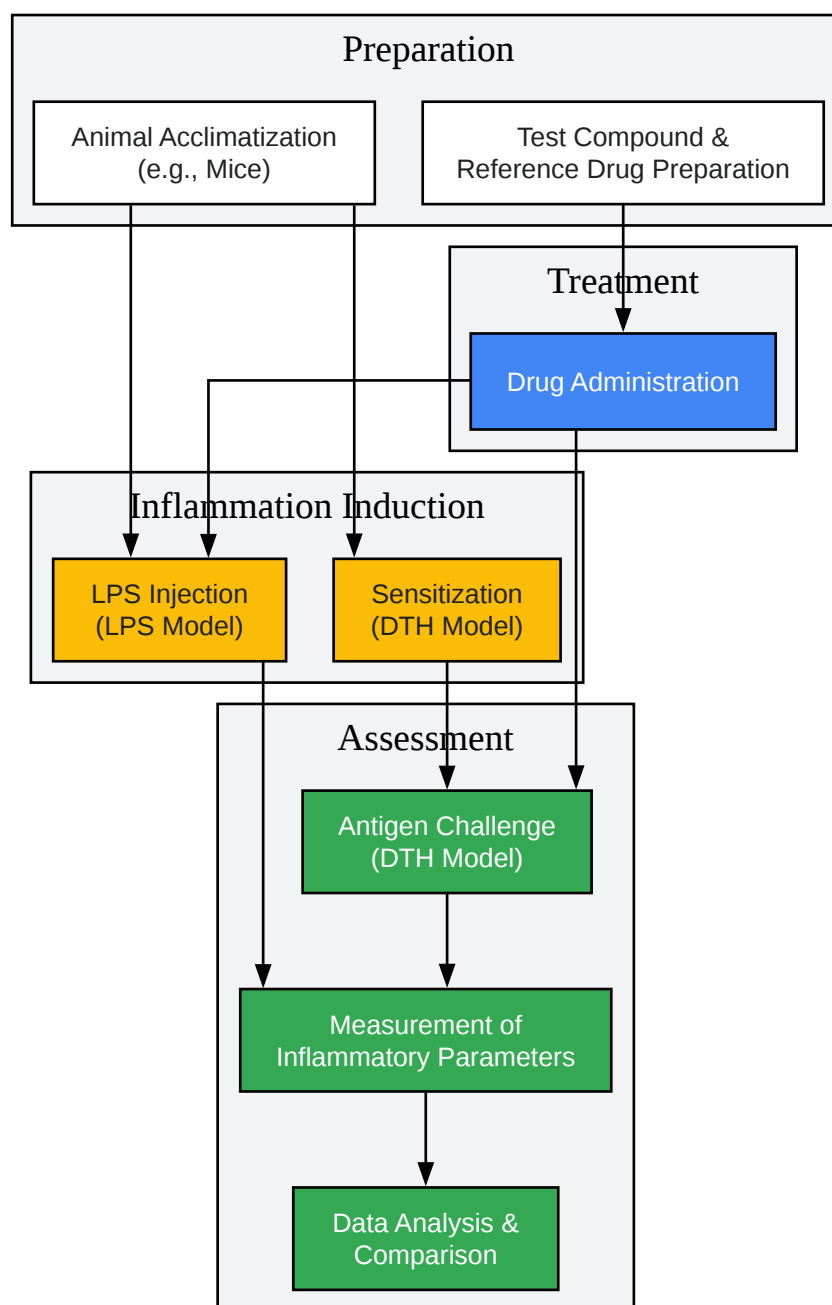 Preparation
Animal Acclimatization
(e.g., Mice)
Test Compound &
Reference Drug Preparation
Treatment
Drug Administration
Inflammation Induction
LPS Injection
(LPS Model)
Sensitization
(DTH Model)
Assessment
Antigen Challenge
(DTH Model)
Measurement of
Inflammatory Parameters
Data Analysis &
Comparison